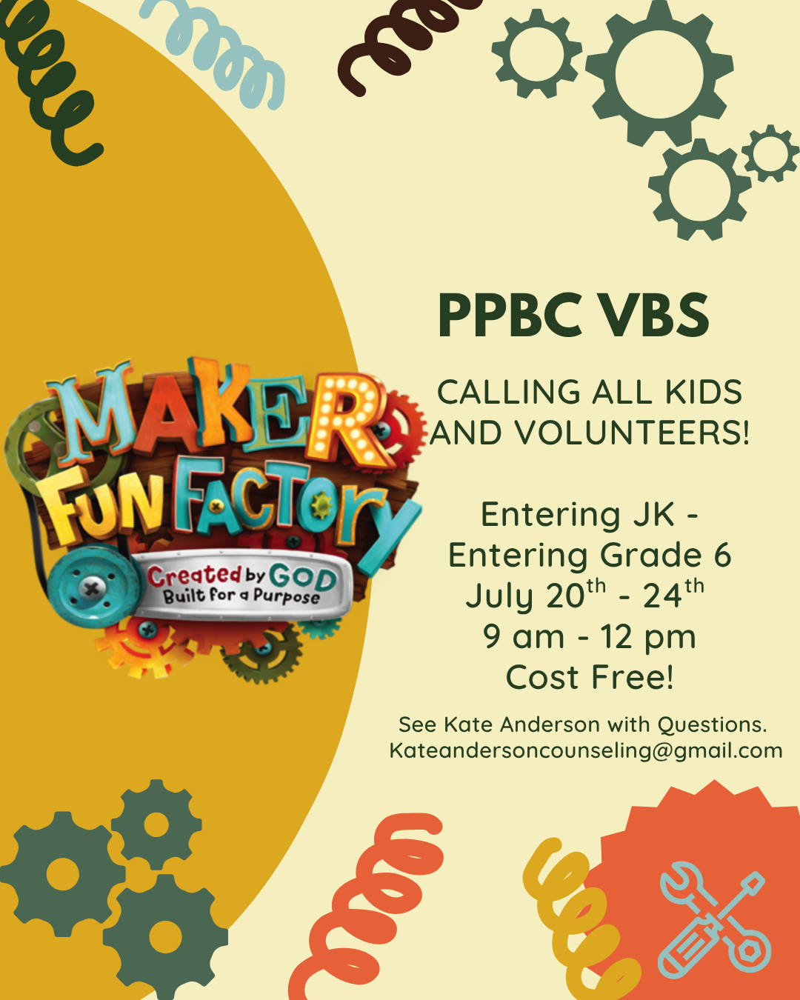 PPBC VBS
CALLING ALL KIDS
AND VOLUNTEERS!
MAKER
FUN FACTORY
Created by GOD
Built for a Purpose
Entering JK -
Entering Grade 6
July 20th - 24th
9 am - 12 pm
Cost Free!
See Kate Anderson with Questions.
Kateandersoncounseling@gmail.com